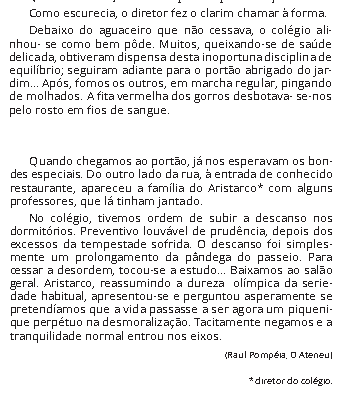 Como escurecia, o diretor fez o clarim chamar à forma.
Debaixo do aguaceiro que não cessava, o colégio ali-
nhou- se como bem pôde. Muitos, queixando-se de saúde
delicada, obtiveram dispensa desta inoportuna disciplina de
equilíbrio; seguiram adiante para o portão abrigado do jar-
dim... Após, fomos os outros, em marcha regular, pingando
de molhados. A fita vermelha dos gorros desbotava- se-nos
pelo rosto em fios de sangue.
Quando chegamos ao portão, já nos esperavam os bon-
des especiais. Do outro lado da rua, à entrada de conhecido
restaurante, apareceu a família do Aristarco* com alguns
professores, que lá tinham jantado.
No colégio, tivemos ordem de subir a descanso nos
dormitórios. Preventivo louvável de prudência, depois dos
excessos da tempestade sofrida. O descanso foi simples-
mente um prolongamento da pândega do passeio. Para
cessar a desordem, tocou-se a estudo... Baixamos ao salão
geral. Aristarco, reassumindo a dureza olímpica da serie-
dade habitual, apresentou-se e perguntou asperamente se
pretendíamos que a vida passasse a ser agora um pique­ni-
que perpétuo na desmoralização. Tacitamente negamos e a
tranquilidade normal entrou nos eixos.
(Raul Pompéia, O Ateneu)
*diretor do colégio.